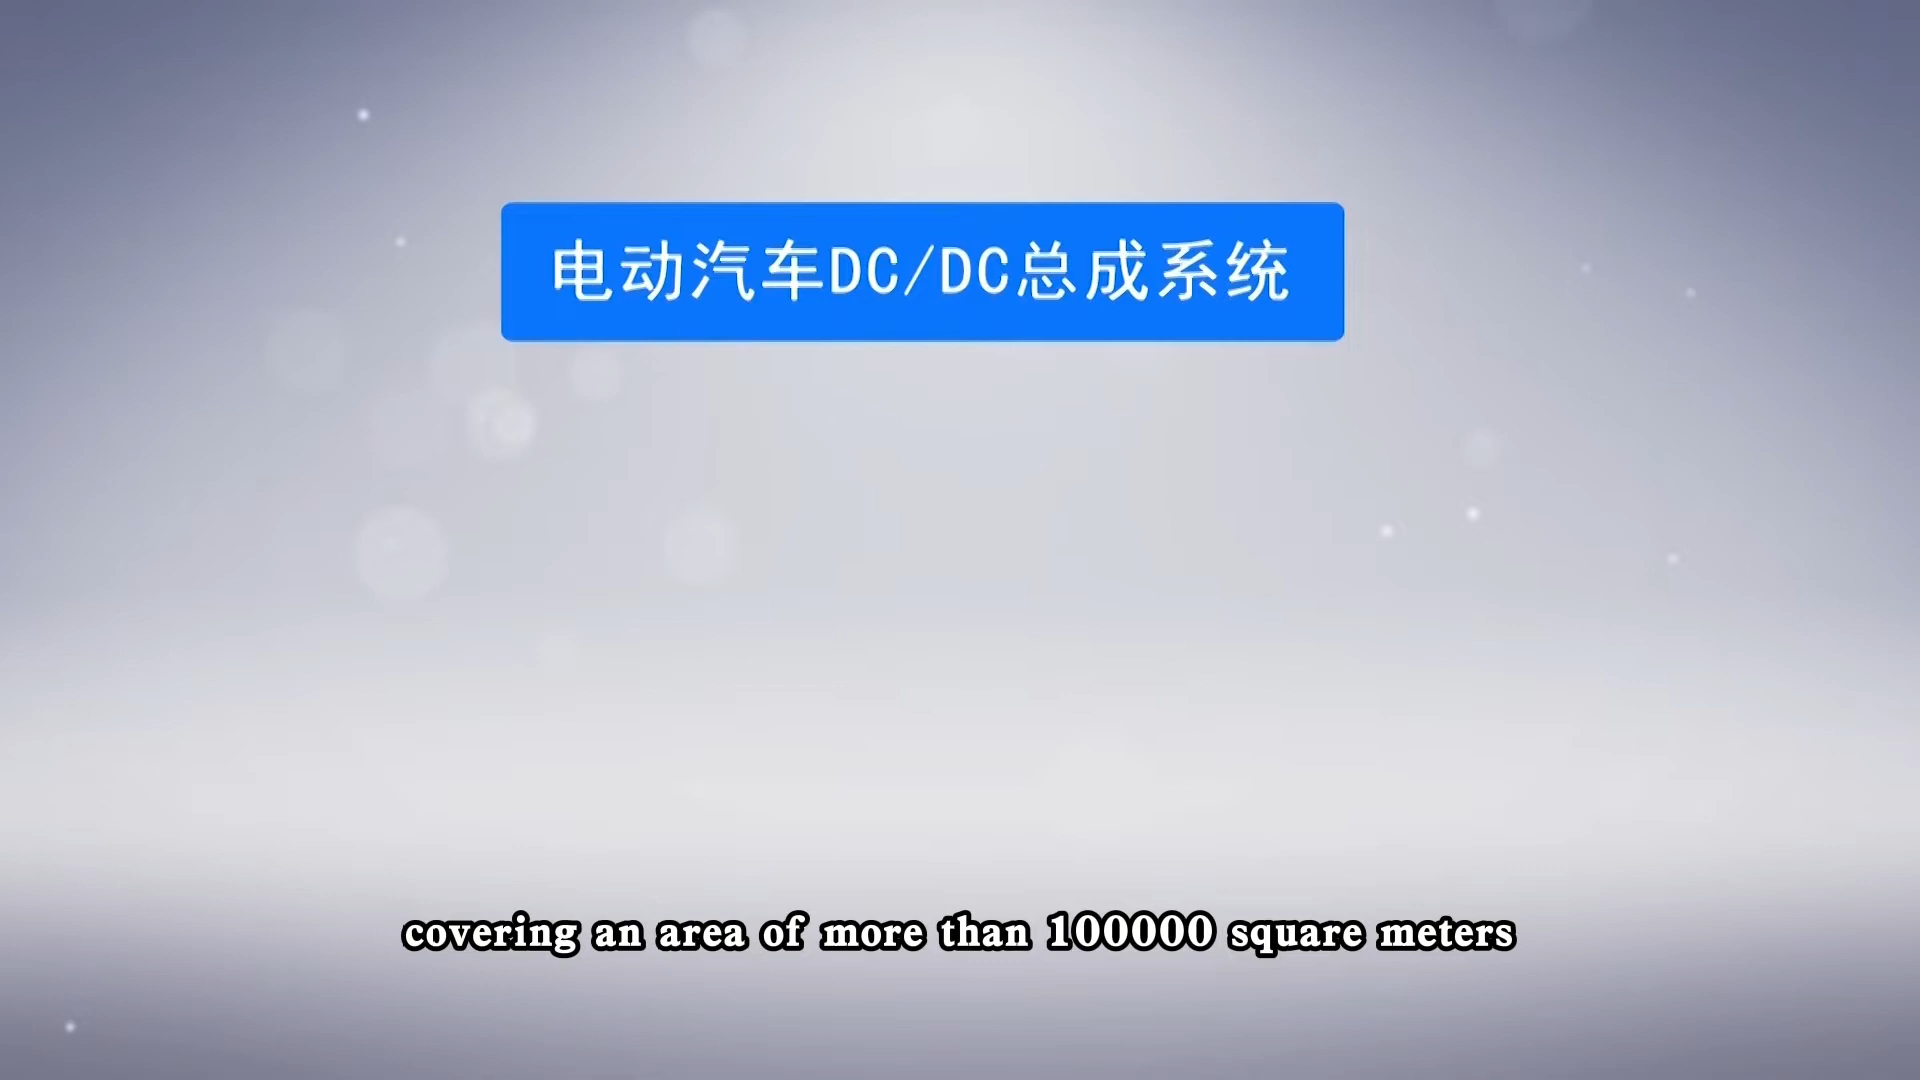 电动汽车DC/DC总成系统
covering an area of more than 100000 square meters